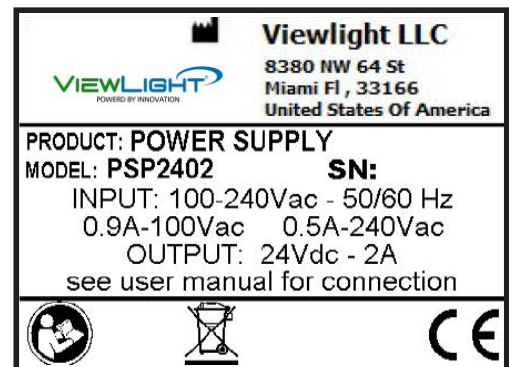 Viewlight LLC
8380 NW 64 St
Miami Fl , 33166
United States Of America
VIEWLIGHT®
POWERD BY INNOVATION
PRODUCT: POWER SUPPLY
MODEL: PSP2402 SN:
INPUT: 100-240Vac - 50/60 Hz
0.9A-100Vac 0.5A-240Vac
OUTPUT: 24Vdc - 2A
see user manual for connection
CE